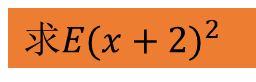 求E(x + 2)²